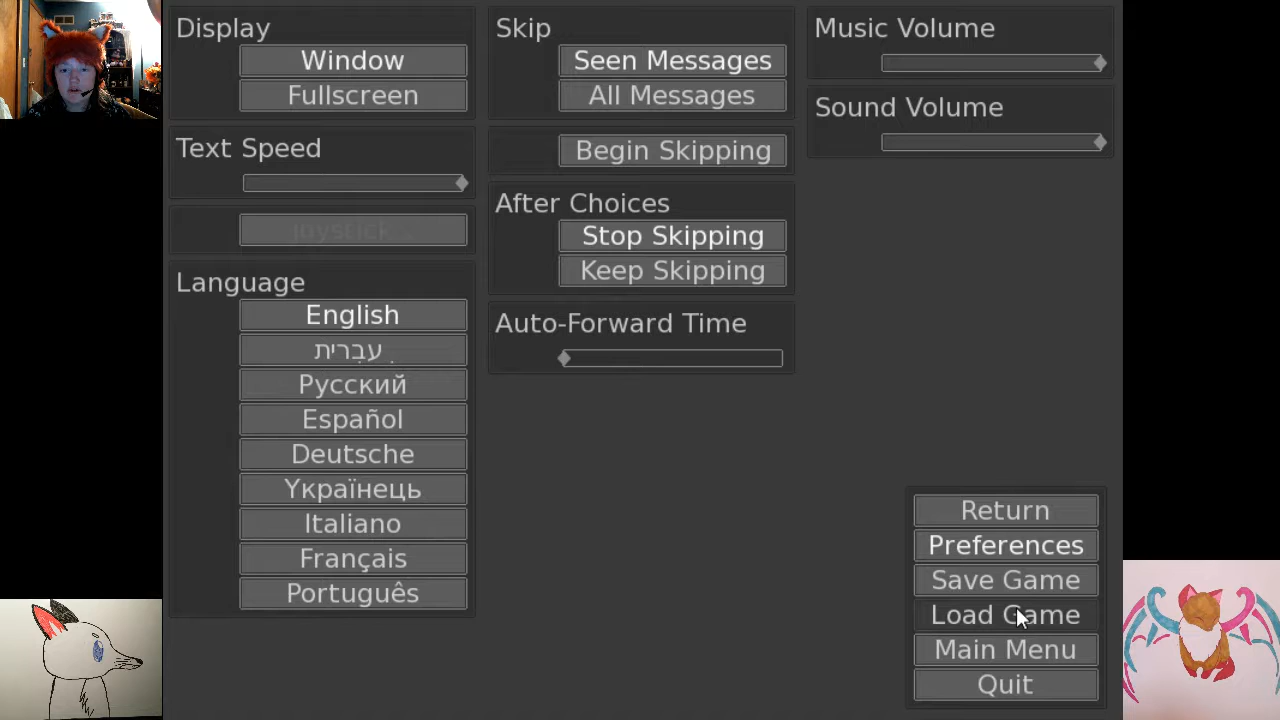 Display
Window
Fullscreen
Text Speed
Joystick...
Language
English
עברית
Русский
Español
Deutsche
Українець
Italiano
Français
Português
Skip
Seen Messages
All Messages
Begin Skipping
After Choices
Stop Skipping
Keep Skipping
Auto-Forward Time
Music Volume
Sound Volume
Return
Preferences
Save Game
Load Game
Main Menu
Quit